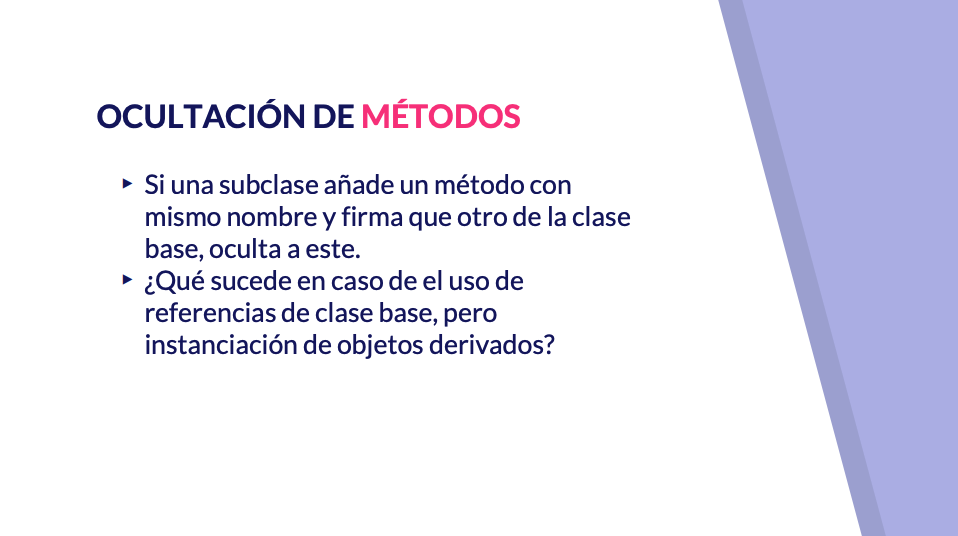 OCULTACIÓN DE MÉTODOS
▸ Si una subclase añade un método con
mismo nombre y firma que otro de la clase
base, oculta a este.
▸ ¿Qué sucede en caso de el uso de
referencias de clase base, pero
instanciación de objetos derivados?